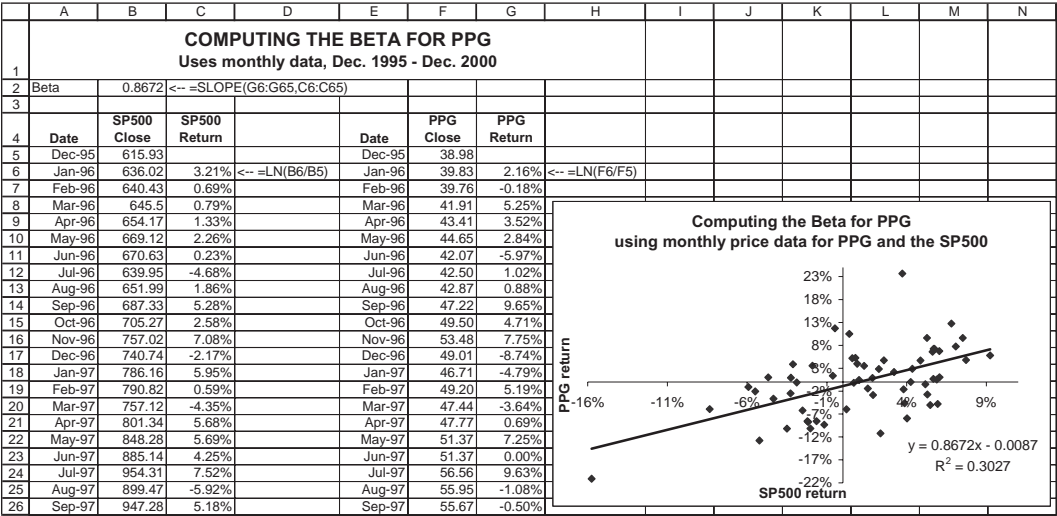 A B C D E F G H I J K L M N
1 COMPUTING THE BETA FOR PPG
Uses monthly data, Dec. 1995 - Dec. 2000
2 Beta 0.8672 <-- =SLOPE(G6:G65,C6:C65)
3
4 Date SP500 Close SP500 Return Date PPG Close PPG Return
5 Dec-95 615.93 Dec-95 38.98
6 Jan-96 636.02 3.21% <-- =LN(B6/B5) Jan-96 39.83 2.16% <-- =LN(F6/F5)
7 Feb-96 640.43 0.69% Feb-96 39.76 -0.18%
8 Mar-96 645.5 0.79% Mar-96 41.91 5.25%
9 Apr-96 654.17 1.33% Apr-96 43.41 3.52%
10 May-96 669.12 2.26% May-96 44.65 2.84%
11 Jun-96 670.63 0.23% Jun-96 42.07 -5.97%
12 Jul-96 639.95 -4.68% Jul-96 42.50 1.02%
13 Aug-96 651.99 1.86% Aug-96 42.87 0.88%
14 Sep-96 687.33 5.28% Sep-96 47.22 9.65%
15 Oct-96 705.27 2.58% Oct-96 49.50 4.71%
16 Nov-96 757.02 7.08% Nov-96 53.48 7.75%
17 Dec-96 740.74 -2.17% Dec-96 49.01 -8.74%
18 Jan-97 786.16 5.95% Jan-97 46.71 -4.79%
19 Feb-97 790.82 0.59% Feb-97 49.20 5.19%
20 Mar-97 757.12 -4.35% Mar-97 47.44 -3.64%
21 Apr-97 801.34 5.68% Apr-97 47.77 0.69%
22 May-97 848.28 5.69% May-97 51.37 7.25%
23 Jun-97 885.14 4.25% Jun-97 51.37 0.00%
24 Jul-97 954.31 7.52% Jul-97 56.56 9.63%
25 Aug-97 899.47 -5.92% Aug-97 55.95 -1.08%
26 Sep-97 947.28 5.18% Sep-97 55.67 -0.50%
Computing the Beta for PPG
using monthly price data for PPG and the SP500
PPG return
23%
18%
13%
8%
3%
-2%
-7%
-12%
-17%
-22%
-16% -11% -6% -1% 4% 9%
y = 0.8672x - 0.0087
R² = 0.3027
SP500 return